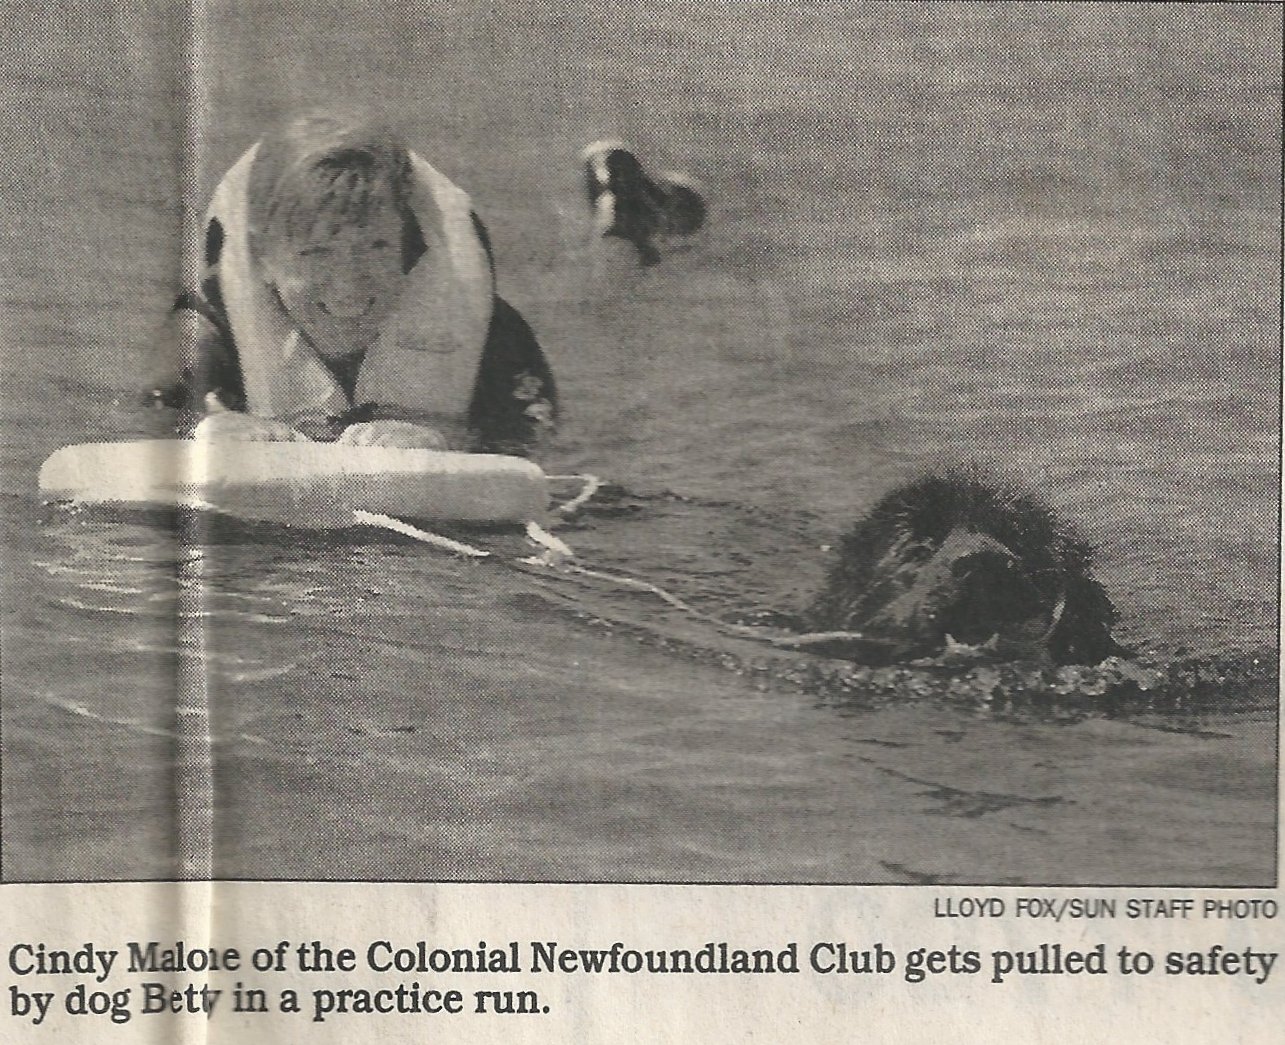 LLOYD FOX/SUN STAFF PHOTO
Cindy Malone of the Colonial Newfoundland Club gets pulled to safety
by dog Betty in a practice run.